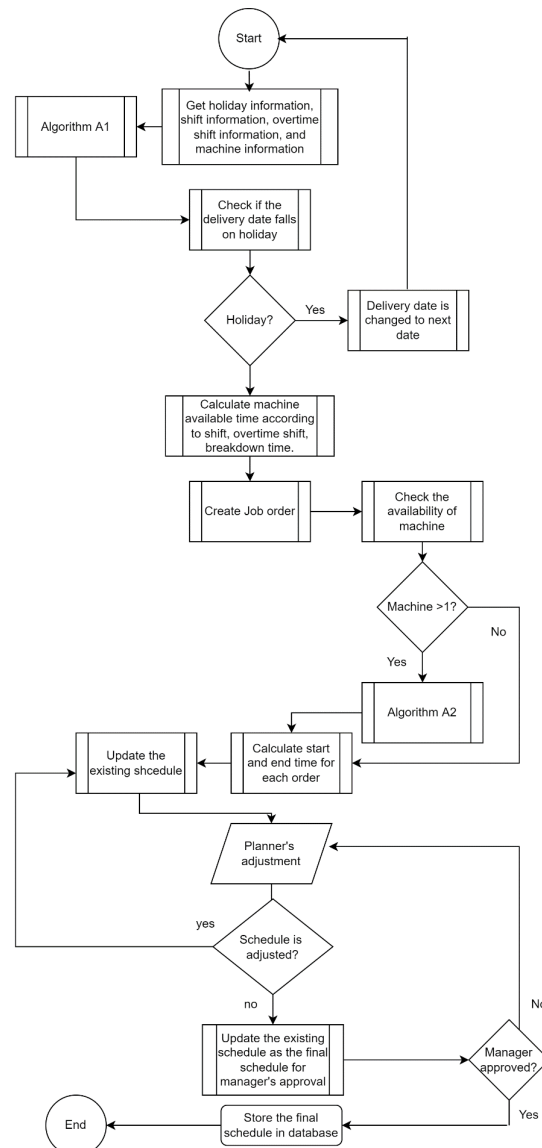 Start
Get holiday information,
shift information, overtime
shift information, and
machine information
Algorithm A1
Check if the
delivery date falls
on holiday
Holiday?
Yes
Delivery date is
changed to next
date
Calculate machine
available time according
to shift, overtime shift,
breakdown time.
Create Job order
Check the
availability of
machine
Machine >1?
No
Yes
Algorithm A2
Calculate start
and end time for
each order
Update the
existing shcedule
Planner's
adjustment
yes
Schedule is
adjusted?
no
Update the existing
schedule as the final
schedule for
manager's approval
No
Manager
approved?
Yes
Store the final
schedule in database
End